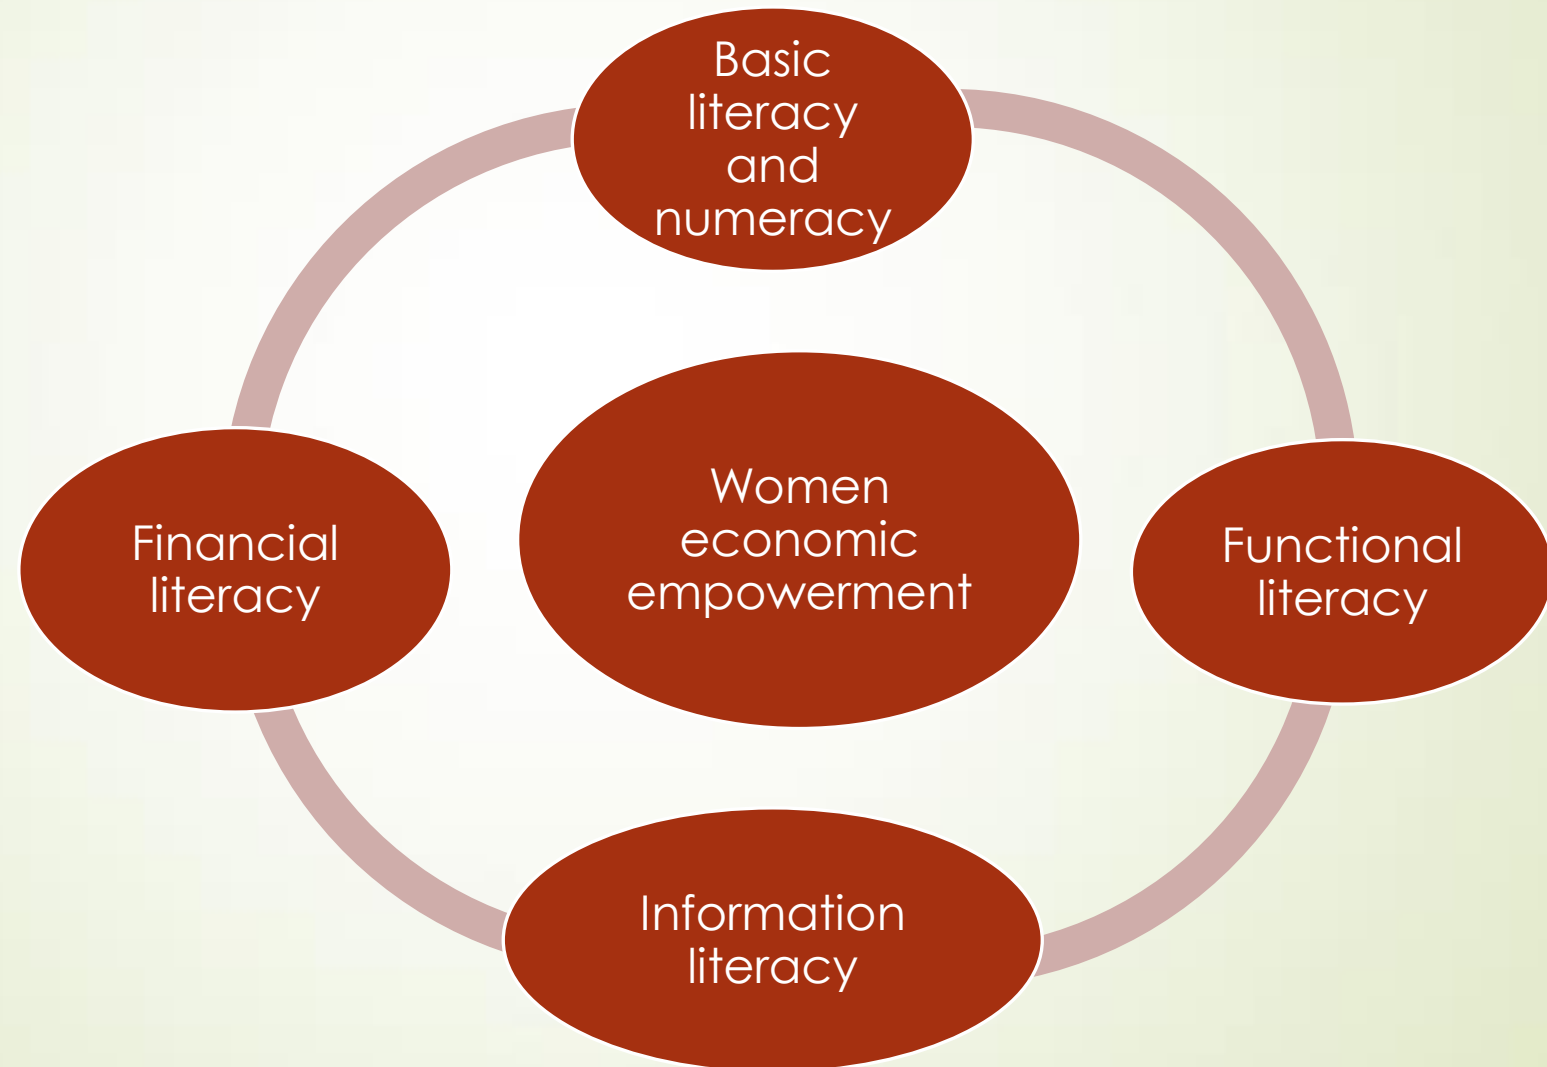 Basic
literacy
and
numeracy
Women
economic
empowerment
Financial
literacy
Functional
literacy
Information
literacy